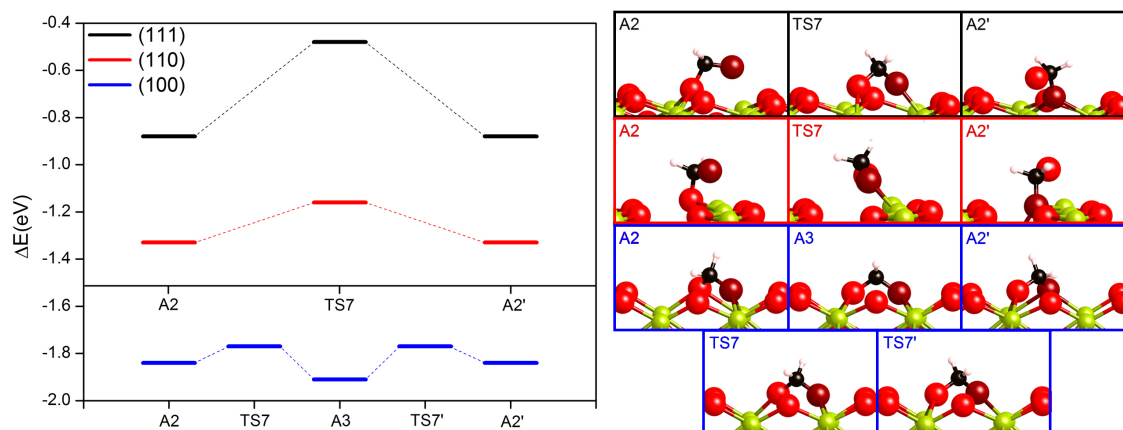 -0.4
-0.6
-0.8
-1.0
-1.2
-1.4
-1.6
-1.8
-2.0
ΔE(eV)
(111)
(110)
(100)
A2 TS7 A2'
A2 TS7 A3 TS7' A2'
A2 TS7 A2'
A2 TS7 A2'
A2 A3 A2'
TS7 TS7'